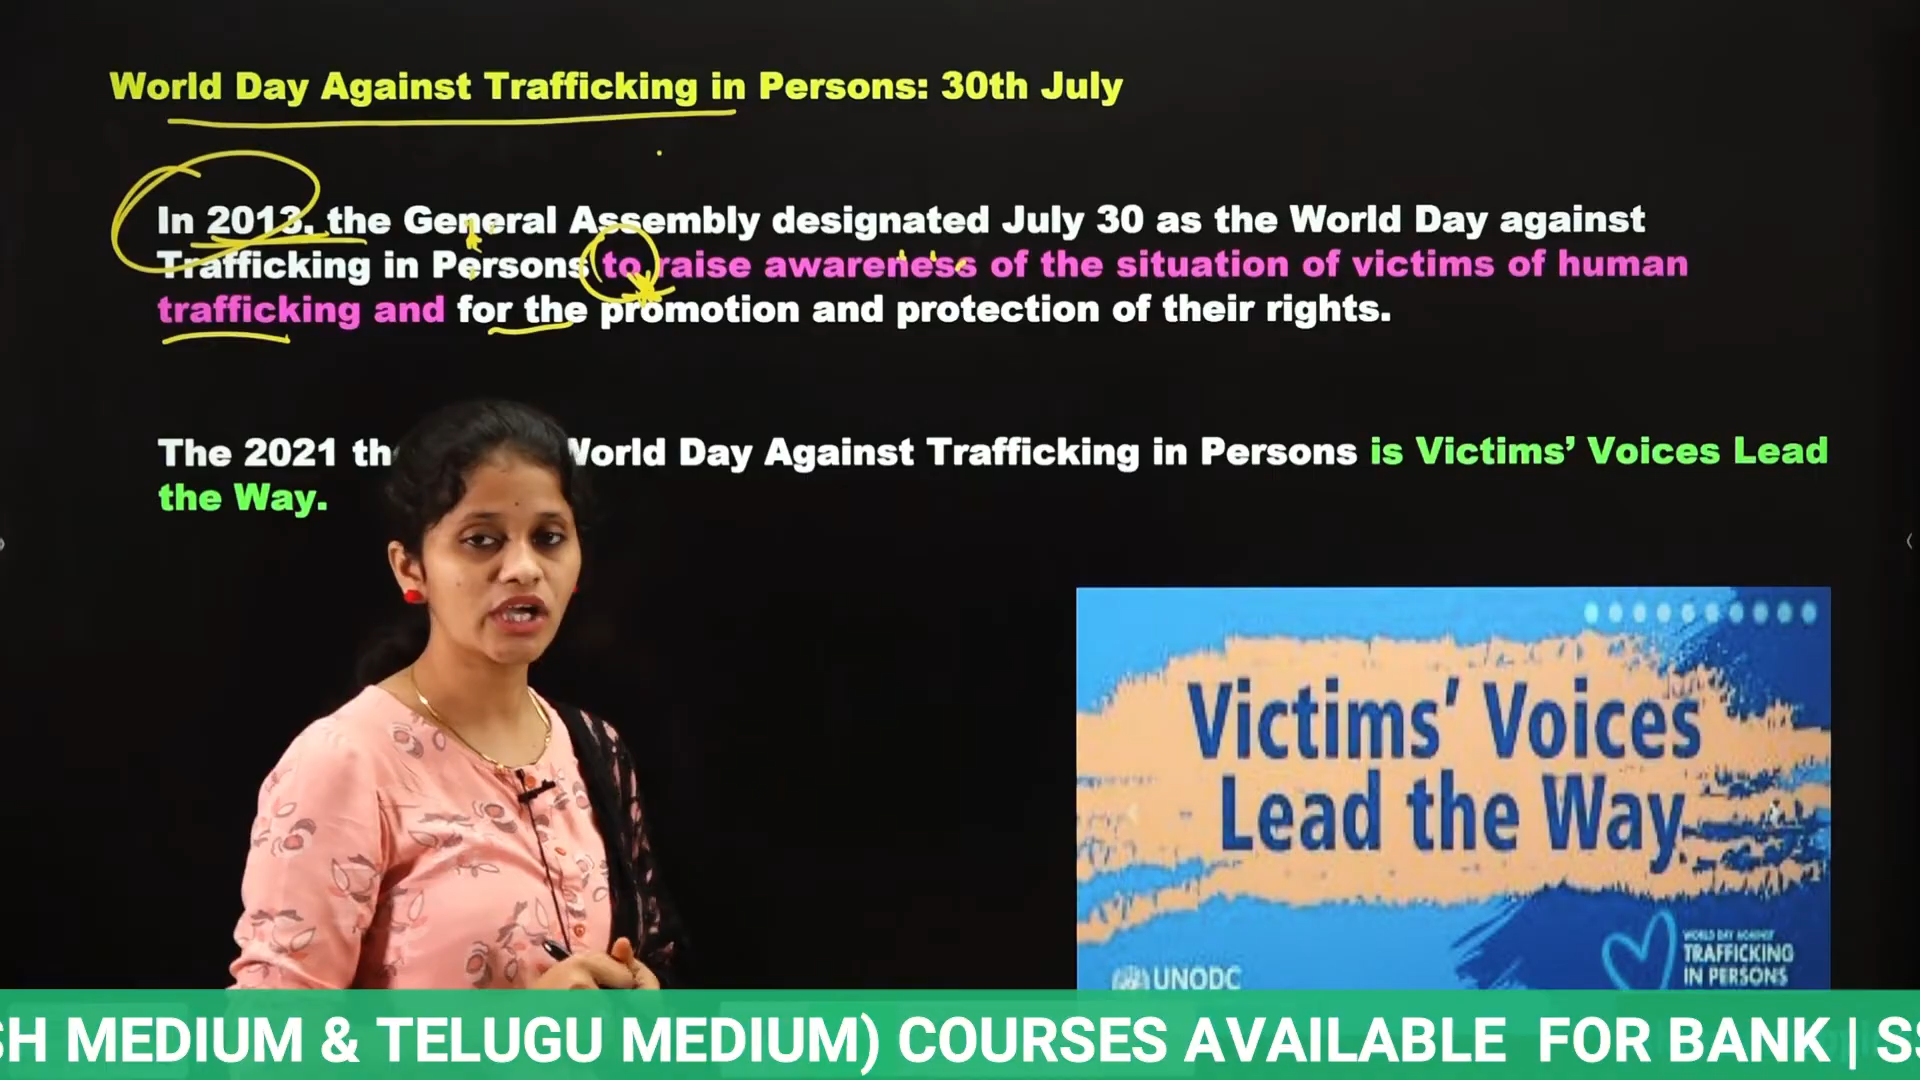 World Day Against Trafficking in Persons: 30th July
In 2013, the General Assembly designated July 30 as the World Day against
Trafficking in Persons to raise awareness of the situation of victims of human
trafficking and for the promotion and protection of their rights.
The 2021 World Day Against Trafficking in Persons is Victims’ Voices Lead
the Way.
Victims’ Voices
Lead the Way
UNODC
WORLD DAY AGAINST
TRAFFICKING
IN PERSONS
MEDIUM & TELUGU MEDIUM) COURSES AVAILABLE FOR BANK |